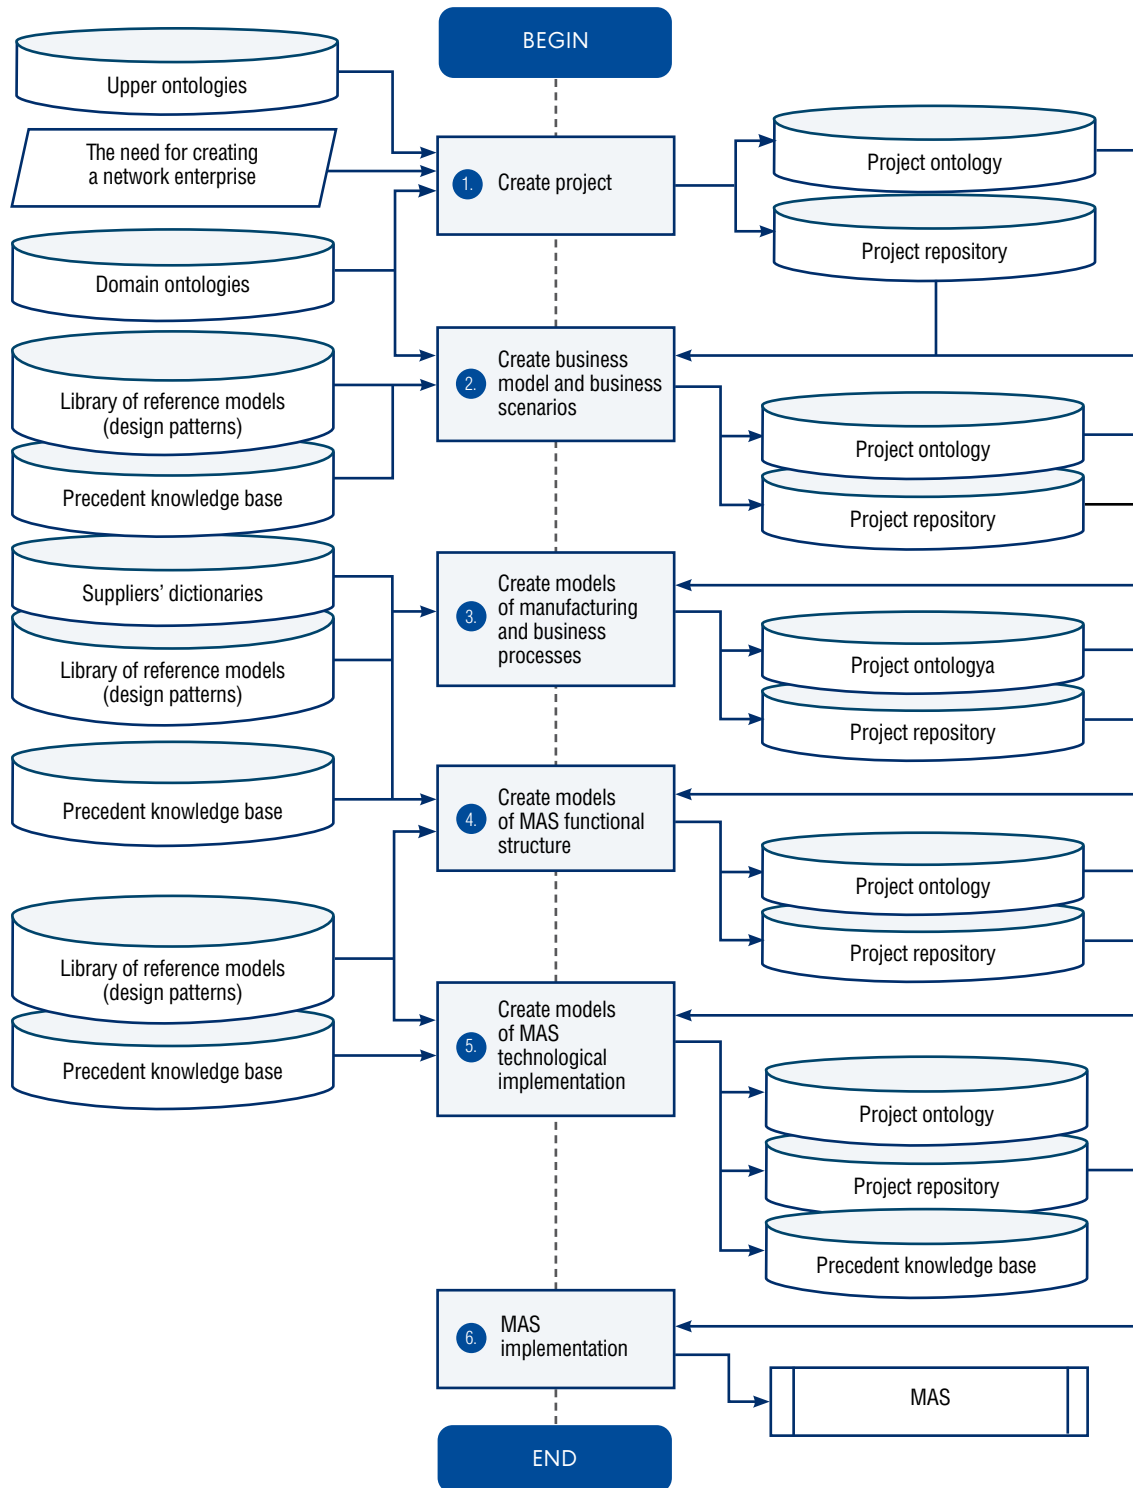 BEGIN
Upper ontologies
The need for creating
a network enterprise
1.
Create project
Project ontology
Project repository
Domain ontologies
Library of reference models
(design patterns)
Precedent knowledge base
2.
Create business
model and business
scenarios
Project ontology
Project repository
Suppliers’ dictionaries
Library of reference models
(design patterns)
3.
Create models
of manufacturing
and business
processes
Project ontologya
Project repository
Precedent knowledge base
4.
Create models
of MAS functional
structure
Project ontology
Project repository
Library of reference models
(design patterns)
Precedent knowledge base
5.
Create models
of MAS
technological
implementation
Project ontology
Project repository
Precedent knowledge base
6.
MAS
implementation
MAS
END